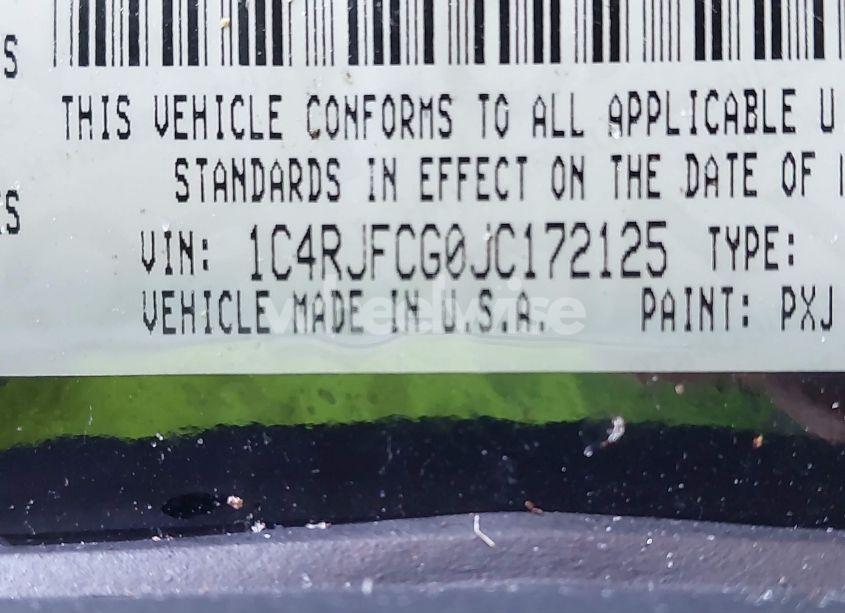 S
THIS VEHICLE CONFORMS TO ALL APPLICABLE U
STANDARDS IN EFFECT ON THE DATE OF
S
VIN: 1C4RJFCG0JC172125 TYPE:
VEHICLE MADE IN U.S.A. PAINT: PXJ
wheelwise